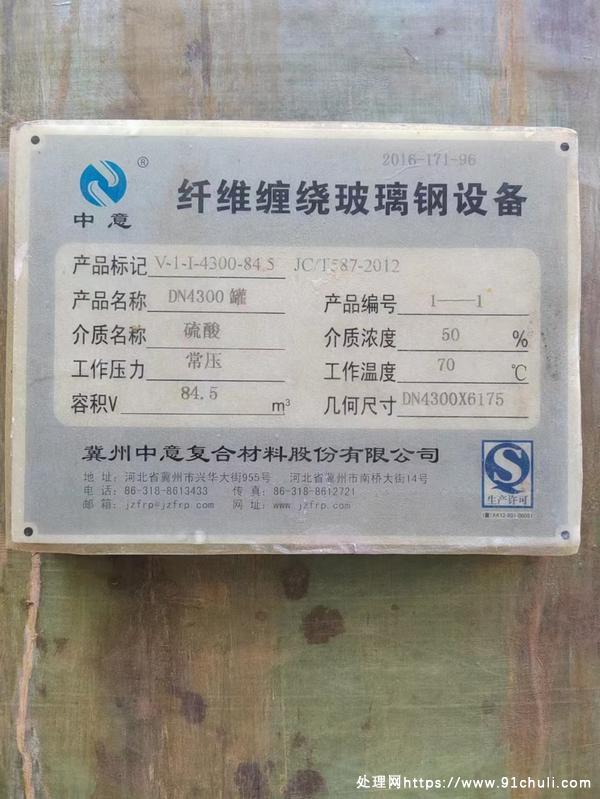 2016-171-96
®
中意
纤维缠绕玻璃钢设备
产品标记 V-1-I-4300-84.5 JC/T587-2012
产品名称 DN4300罐 产品编号 1——1
介质名称 硫酸 介质浓度 50 %
工作压力 常压 工作温度 70 ℃
容积V 84.5 m³ 几何尺寸 DN4300X6175
冀州中意复合材料股份有限公司
地址:河北省冀州市兴华大街955号 河北省冀州市南桥大街14号
电话:86-318-8613433 传真:86-318-8612721
邮箱:jzfrp@jzfrp.com 网址:www.jzfrp.com
生产许可
处理网https://www.91chuli.com